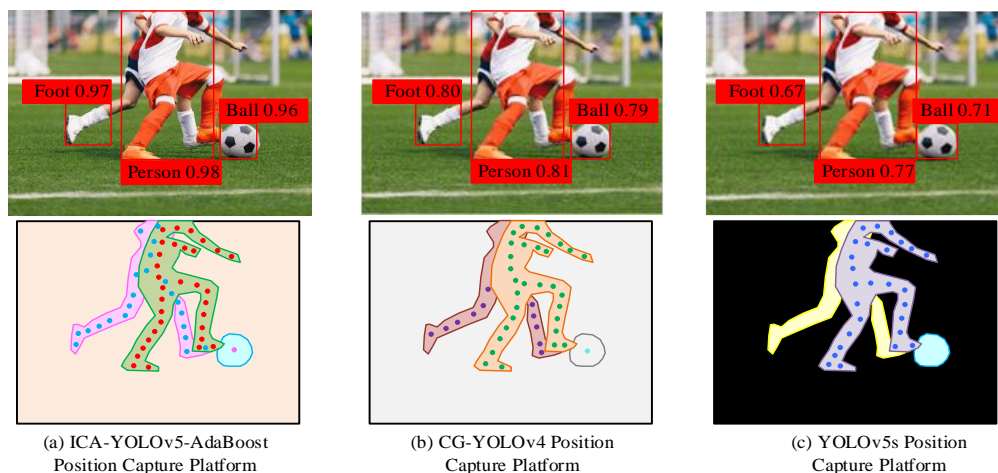 Foot 0.97
Ball 0.96
Person 0.98
Foot 0.80
Ball 0.79
Person 0.81
Foot 0.67
Ball 0.71
Person 0.77
(a) ICA-YOLOv5-AdaBoost
Position Capture Platform
(b) CG-YOLOv4 Position
Capture Platform
(c) YOLOv5s Position
Capture Platform